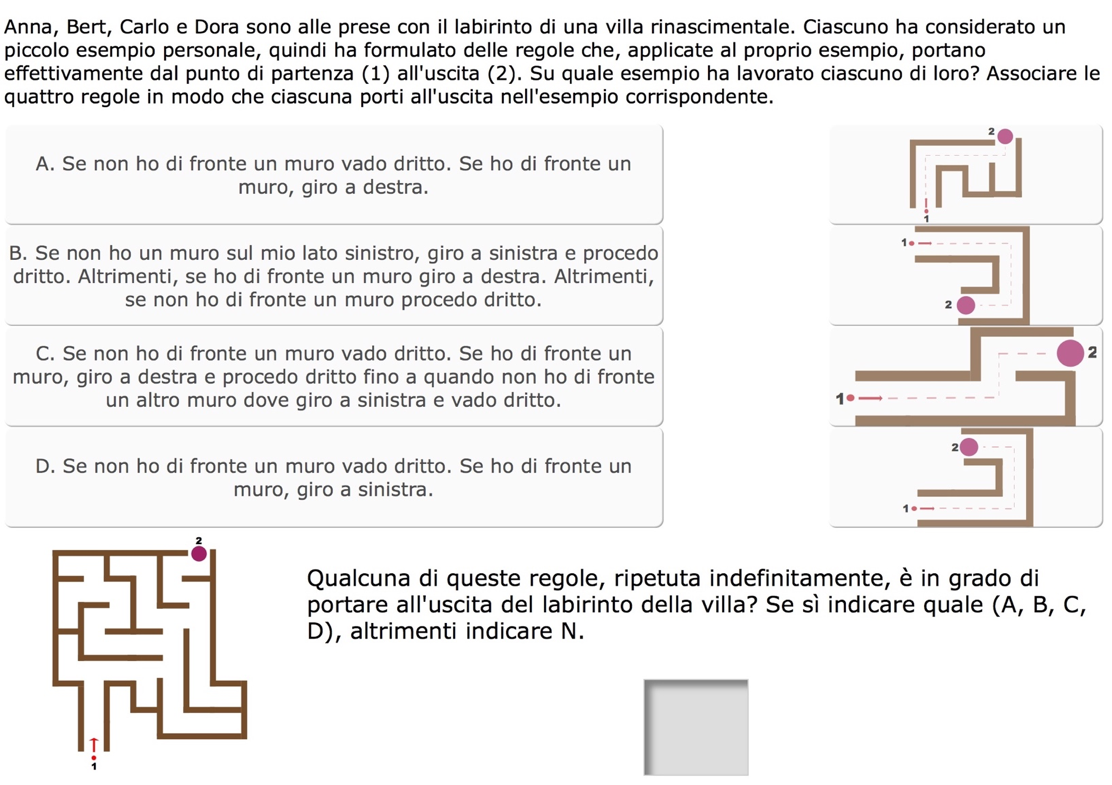 Anna, Bert, Carlo e Dora sono alle prese con il labirinto di una villa rinascimentale. Ciascuno ha considerato un
piccolo esempio personale, quindi ha formulato delle regole che, applicate al proprio esempio, portano
effettivamente dal punto di partenza (1) all'uscita (2). Su quale esempio ha lavorato ciascuno di loro? Associare le
quattro regole in modo che ciascuna porti all'uscita nell'esempio corrispondente.
A. Se non ho di fronte un muro vado dritto. Se ho di fronte un
muro, giro a destra.
2
1
B. Se non ho un muro sul mio lato sinistro, giro a sinistra e procedo
dritto. Altrimenti, se ho di fronte un muro giro a destra. Altrimenti,
se non ho di fronte un muro procedo dritto.
1
2
C. Se non ho di fronte un muro vado dritto. Se ho di fronte un
muro, giro a destra e procedo dritto fino a quando non ho di fronte
un altro muro dove giro a sinistra e vado dritto.
2
1
D. Se non ho di fronte un muro vado dritto. Se ho di fronte un
muro, giro a sinistra.
2
1
2
1
Qualcuna di queste regole, ripetuta indefinitamente, è in grado di
portare all'uscita del labirinto della villa? Se sì indicare quale (A, B, C,
D), altrimenti indicare N.